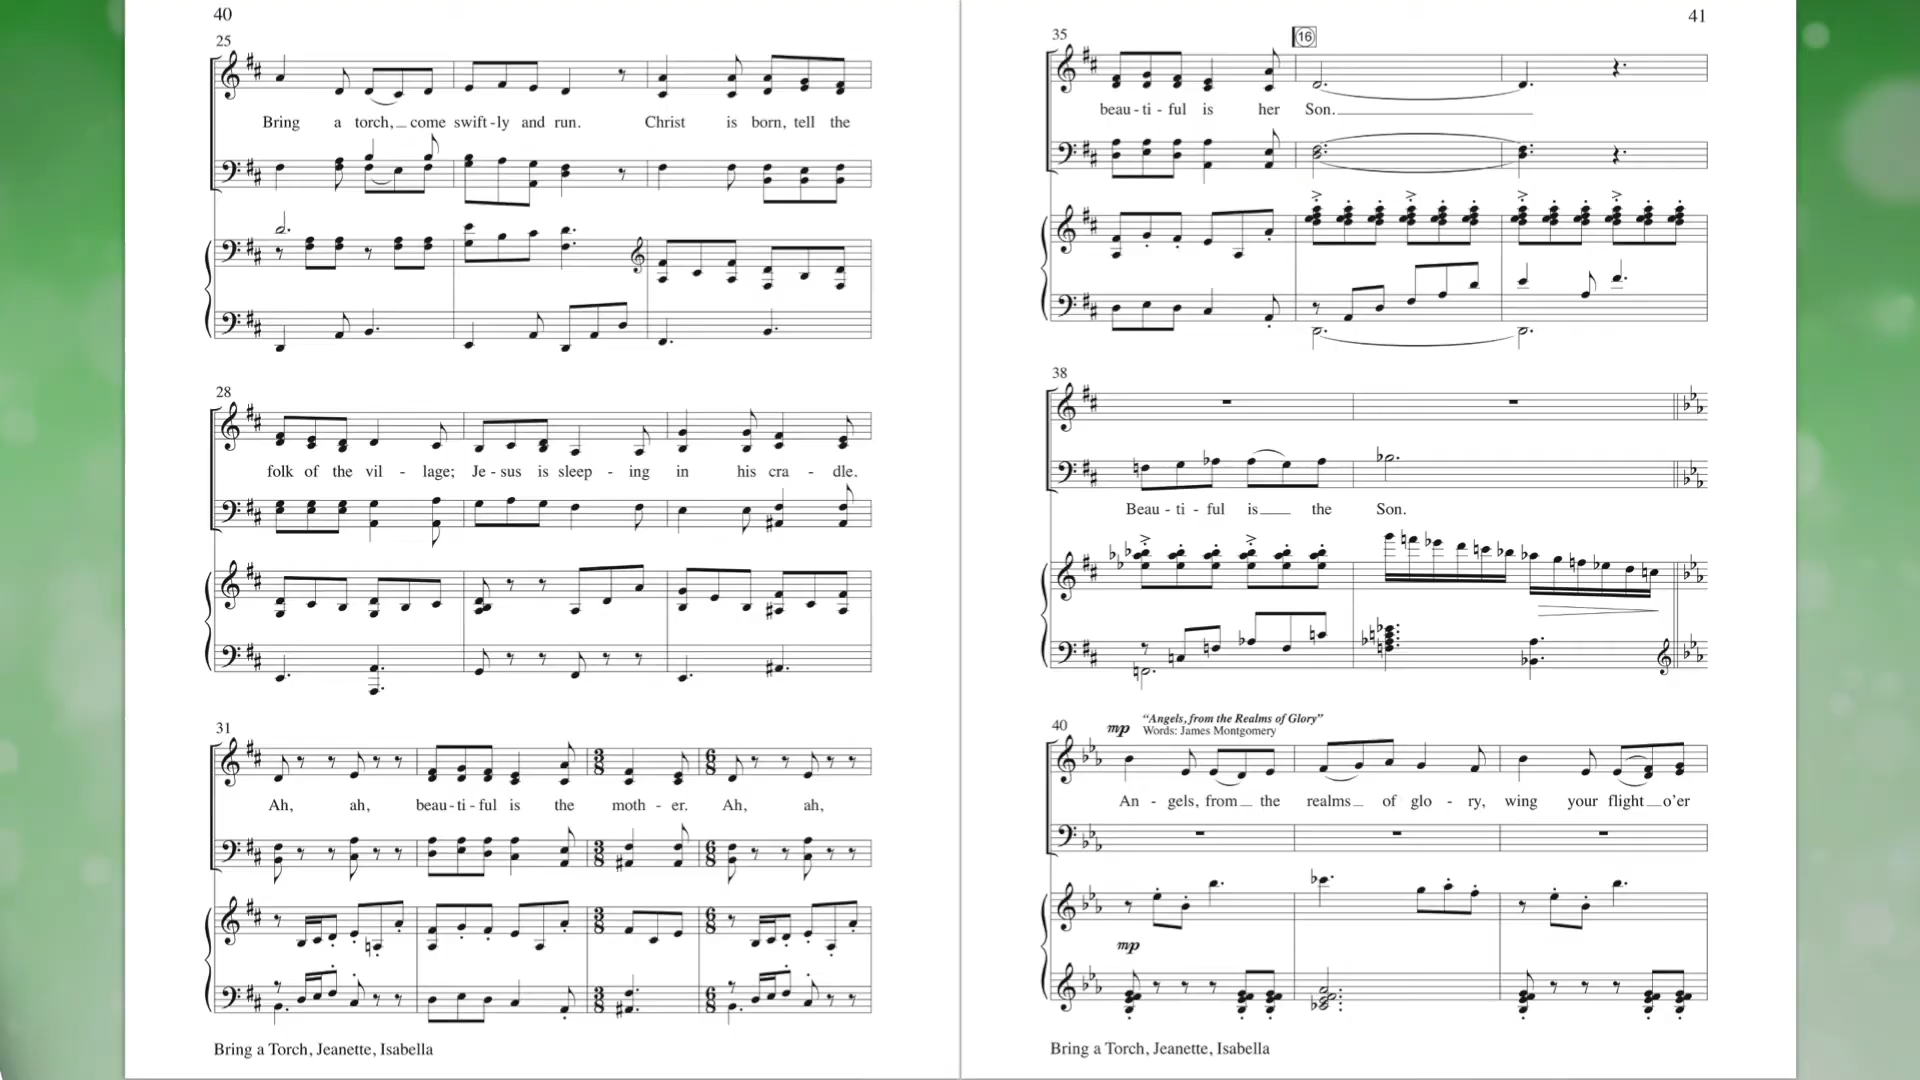 40
25
Bring a torch, come swift - ly and run. Christ is born, tell the
28
folk of the vil - lage; Je - sus is sleep - ing in his cra - dle.
31
Ah, ah, beau - ti - ful is the moth - er. Ah, ah,
3 8 6 8
Bring a Torch, Jeanette, Isabella
41
35
16
beau - ti - ful is her Son.
38
Beau - ti - ful is the Son.
40
mp
“Angels, from the Realms of Glory”
Words: James Montgomery
An - gels, from the realms of glo - ry, wing your flight o’er
mp
Bring a Torch, Jeanette, Isabella